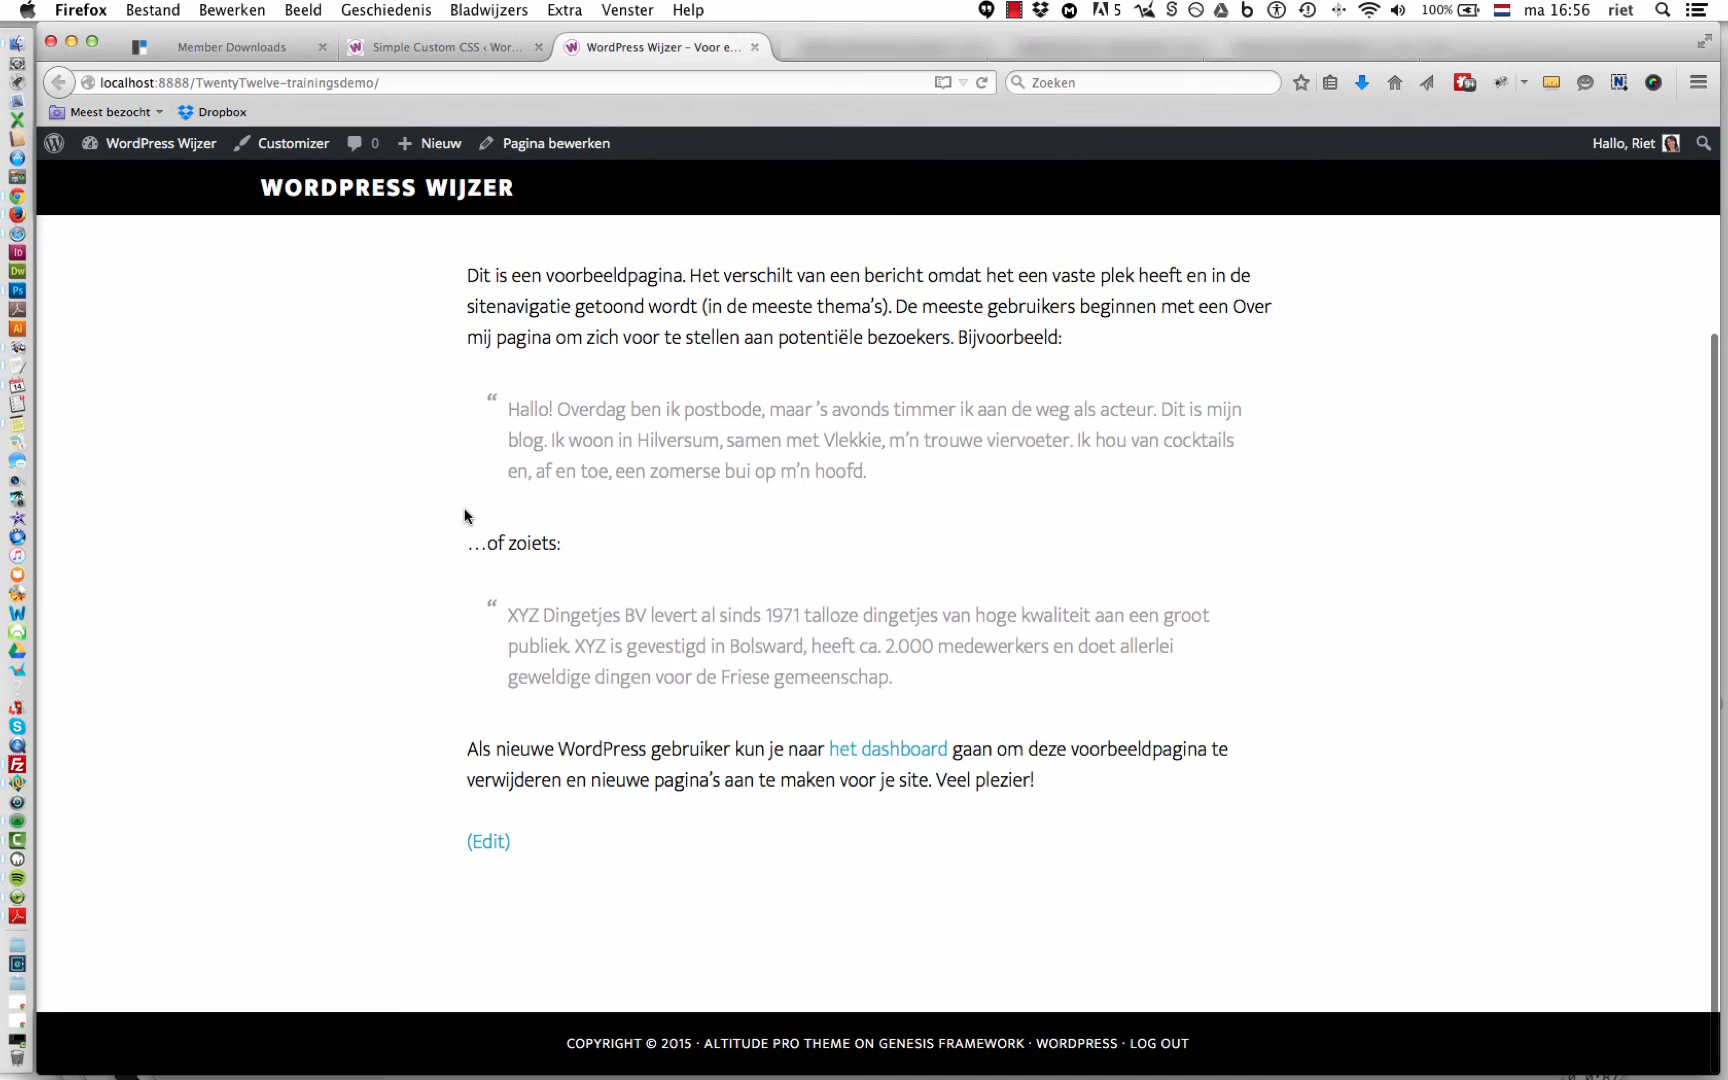 Firefox Bestand Bewerken Beeld Geschiedenis Bladwijzers Extra Venster Help 5 100% ma 16:56 riet
Member Downloads Simple Custom CSS ‹ Wor... WordPress Wijzer – Voor e...
localhost:8888/TwentyTwelve-trainingsdemo/ Zoeken
Meest bezocht Dropbox
WordPress Wijzer Customizer 0 Nieuw Pagina bewerken Hallo, Riet
WORDPRESS WIJZER
Dit is een voorbeeldpagina. Het verschilt van een bericht omdat het een vaste plek heeft en in de
sitenavigatie getoond wordt (in de meeste thema’s). De meeste gebruikers beginnen met een Over
mij pagina om zich voor te stellen aan potentiële bezoekers. Bijvoorbeeld:
“ Hallo! Overdag ben ik postbode, maar ’s avonds timmer ik aan de weg als acteur. Dit is mijn
blog. Ik woon in Hilversum, samen met Vlekkie, m’n trouwe viervoeter. Ik hou van cocktails
en, af en toe, een zomerse bui op m’n hoofd.
…of zoiets:
“ XYZ Dingetjes BV levert al sinds 1971 talloze dingetjes van hoge kwaliteit aan een groot
publiek. XYZ is gevestigd in Bolsward, heeft ca. 2.000 medewerkers en doet allerlei
geweldige dingen voor de Friese gemeenschap.
Als nieuwe WordPress gebruiker kun je naar het dashboard gaan om deze voorbeeldpagina te
verwijderen en nieuwe pagina’s aan te maken voor je site. Veel plezier!
(Edit)
COPYRIGHT © 2015 · ALTITUDE PRO THEME ON GENESIS FRAMEWORK · WORDPRESS · LOG OUT